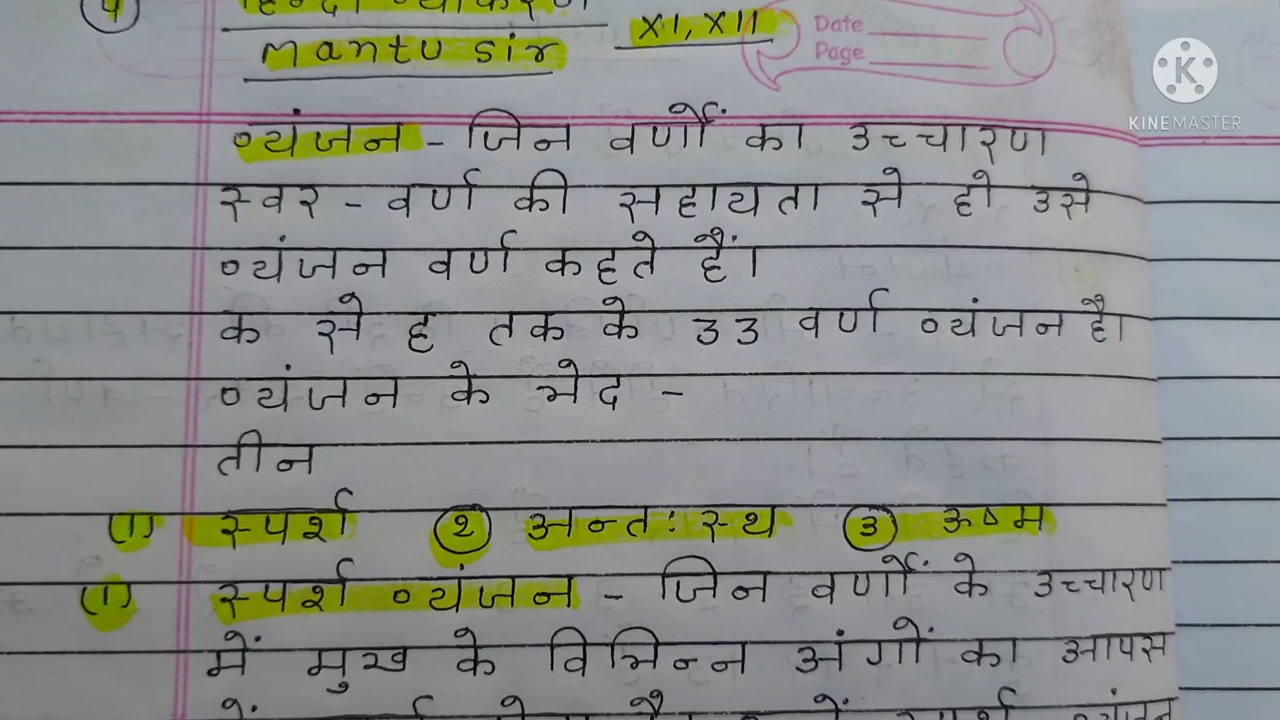 हिन्दी व्याकरण
Mantu sir XI, XII
Date
Page
KINEMASTER
व्यंजन - जिन वर्णों का उच्चारण
स्वर - वर्ण की सहायता से हो उसे
व्यंजन वर्ण कहते हैं।
क से ह तक के 33 वर्ण व्यंजन है।
व्यंजन के भेद -
तीन
(1) स्पर्श (2) अन्तःस्थ (3) ऊष्म
(1) स्पर्श व्यंजन - जिन वर्णों के उच्चारण
में मुख के विभिन्न अंगों का आपस